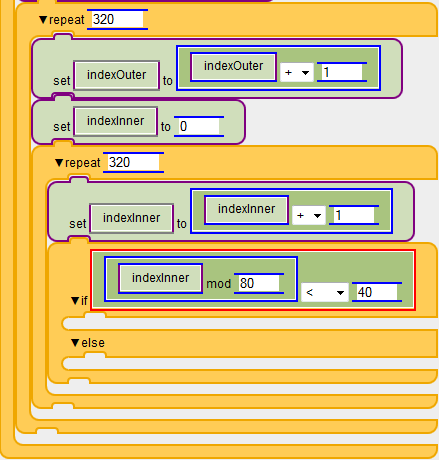 ▼repeat 320
set indexOuter to indexOuter + 1
set indexInner to 0
▼repeat 320
set indexInner to indexInner + 1
▼if indexInner mod 80 < 40
▼else